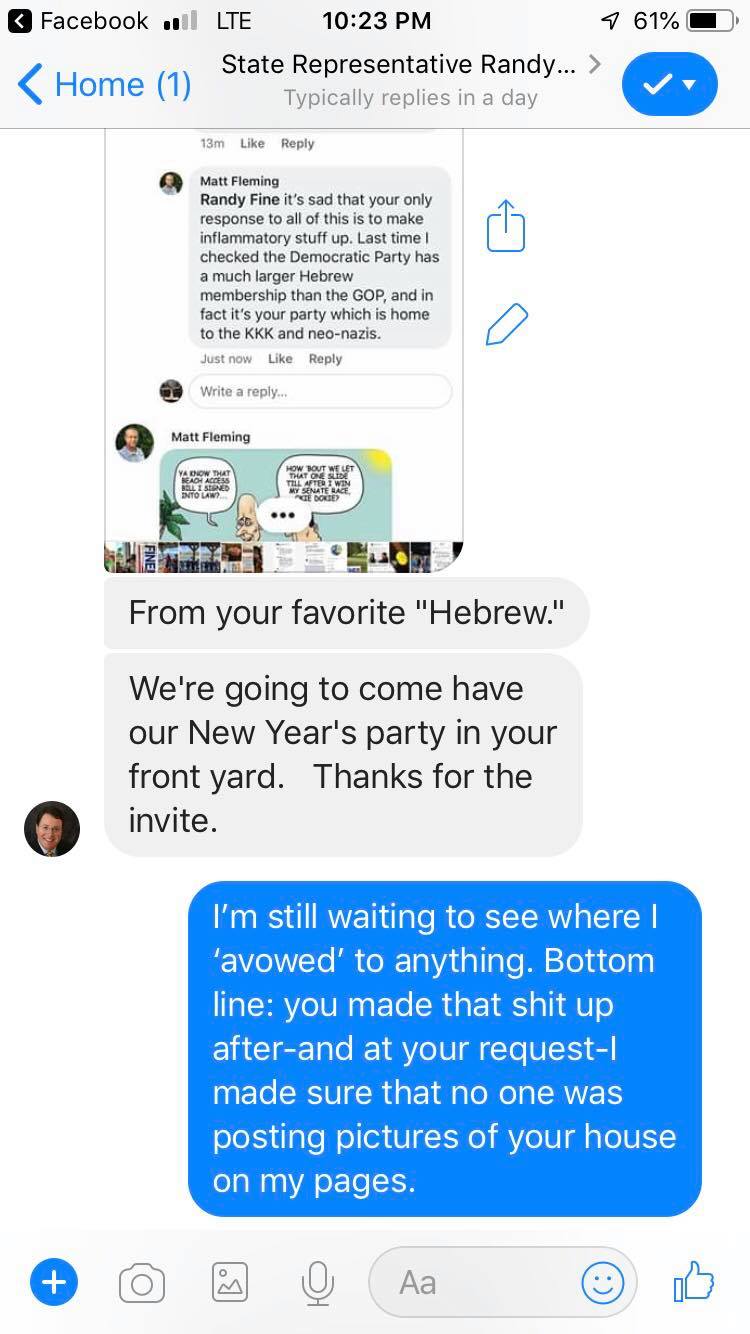 Facebook LTE 10:23 PM 61%
Home (1)
State Representative Randy...
Typically replies in a day
13m Like Reply
Matt Fleming
Randy Fine it's sad that your only
response to all of this is to make
inflammatory stuff up. Last time I
checked the Democratic Party has
a much larger Hebrew
membership than the GOP, and in
fact it's your party which is home
to the KKK and neo-nazis.
Just now Like Reply
Write a reply...
Matt Fleming
YA KNOW THAT
BEACH ACCESS
BILL I SIGNED
INTO LAW?...
HOW 'BOUT WE LET
THAT ONE SLIDE
TILL AFTER I WIN
MY SENATE RACE,
DOKIE?
FINE
From your favorite "Hebrew."
We're going to come have
our New Year's party in your
front yard. Thanks for the
invite.
I'm still waiting to see where I
'avowed' to anything. Bottom
line: you made that shit up
after-and at your request-I
made sure that no one was
posting pictures of your house
on my pages.
Aa